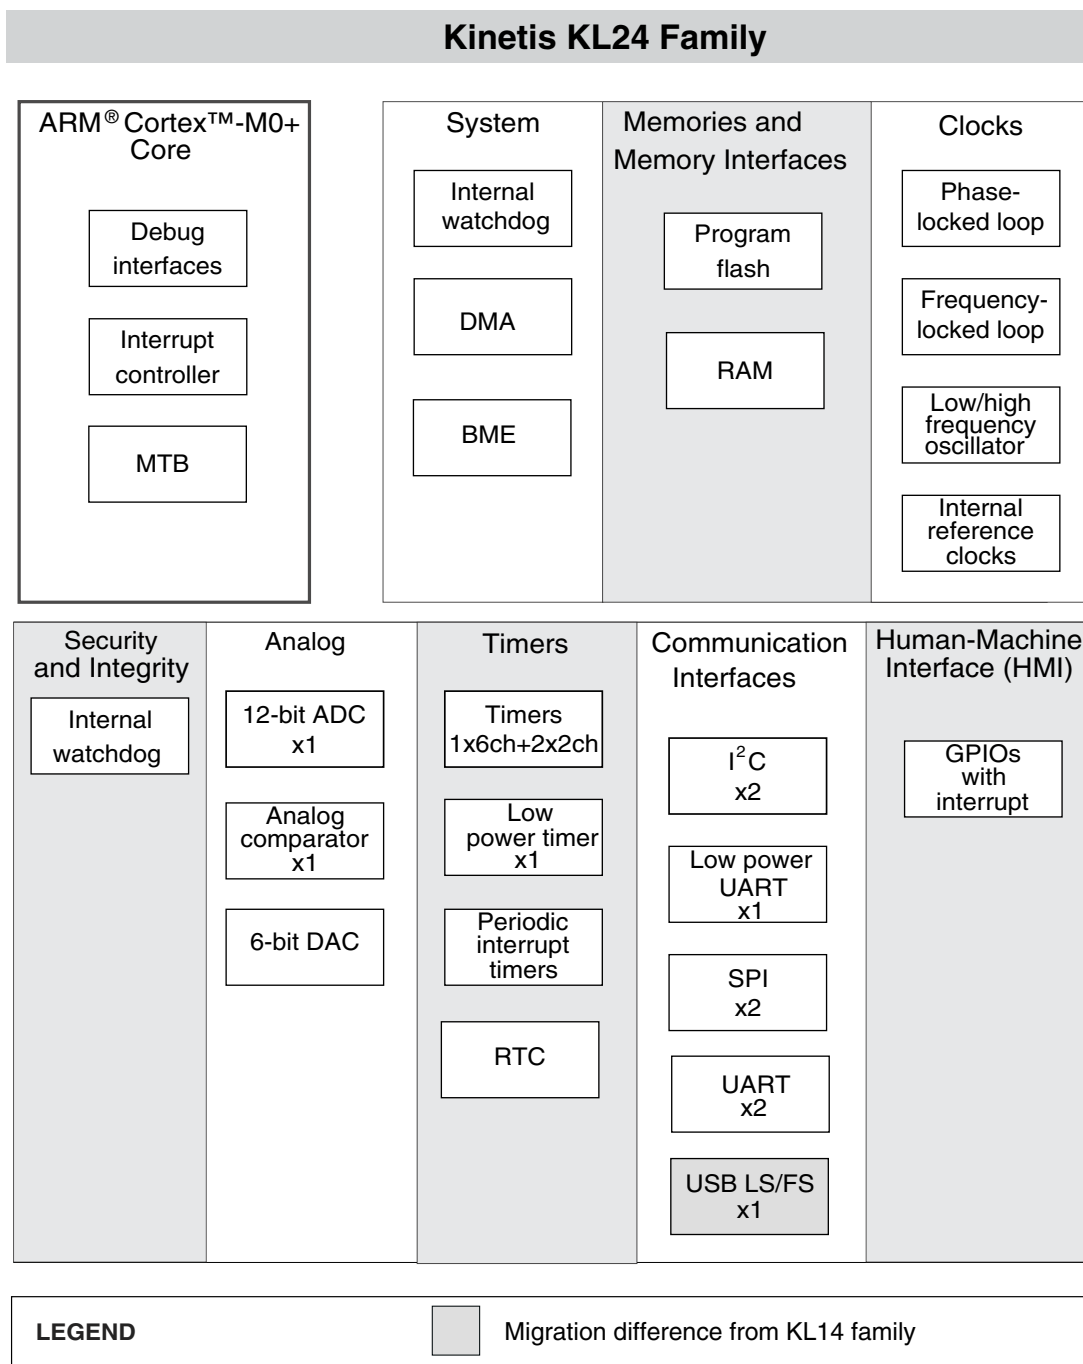 Kinetis KL24 Family
ARM® Cortex™-M0+
Core
Debug
interfaces
Interrupt
controller
MTB
System
Internal
watchdog
DMA
BME
Memories and
Memory Interfaces
Program
flash
RAM
Clocks
Phase-
locked loop
Frequency-
locked loop
Low/high
frequency
oscillator
Internal
reference
clocks
Security
and Integrity
Internal
watchdog
Analog
12-bit ADC
x1
Analog
comparator
x1
6-bit DAC
Timers
Timers
1x6ch+2x2ch
Low
power timer
x1
Periodic
interrupt
timers
RTC
Communication
Interfaces
I²C
x2
Low power
UART
x1
SPI
x2
UART
x2
USB LS/FS
x1
Human-Machine
Interface (HMI)
GPIOs
with
interrupt
LEGEND
Migration difference from KL14 family